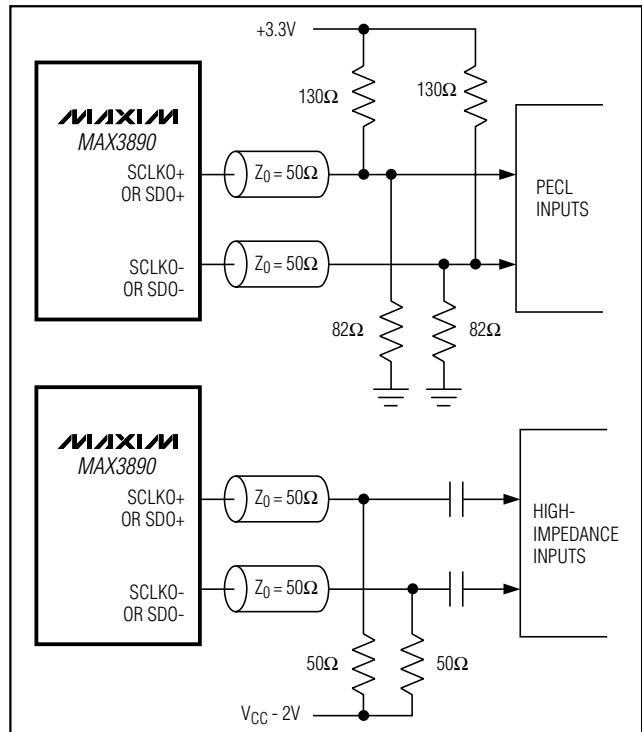 +3.3V
130Ω
130Ω
MAXIM
MAX3890
SCLKO+
OR SDO+
Z0 = 50Ω
PECL
INPUTS
SCLKO-
OR SDO-
Z0 = 50Ω
82Ω
82Ω
MAXIM
MAX3890
SCLKO+
OR SDO+
Z0 = 50Ω
HIGH-
IMPEDANCE
INPUTS
SCLKO-
OR SDO-
Z0 = 50Ω
50Ω
50Ω
VCC - 2V